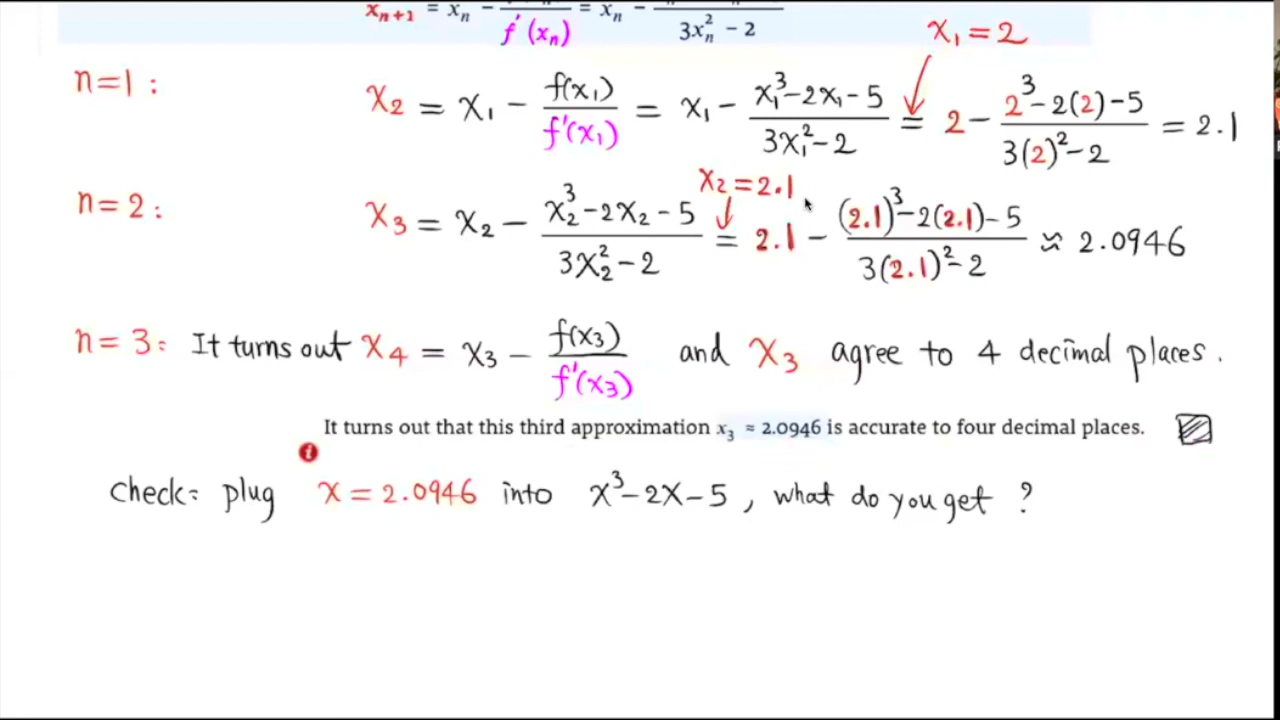 xₙ₊₁ = xₙ − / f′(xₙ) = xₙ − / 3xₙ² − 2
x₁ = 2
n=1: x₂ = x₁ − f(x₁)/f′(x₁) = x₁ − (x₁³−2x₁−5)/(3x₁²−2) = 2 − (2³−2(2)−5)/(3(2)²−2) = 2.1
x₂ = 2.1
n=2: x₃ = x₂ − (x₂³−2x₂−5)/(3x₂²−2) = 2.1 − ((2.1)³−2(2.1)−5)/(3(2.1)²−2) ≈ 2.0946
n=3: It turns out x₄ = x₃ − f(x₃)/f′(x₃) and x₃ agree to 4 decimal places.
It turns out that this third approximation x₃ ≈ 2.0946 is accurate to four decimal places.
check: plug x = 2.0946 into x³−2x−5, what do you get ?